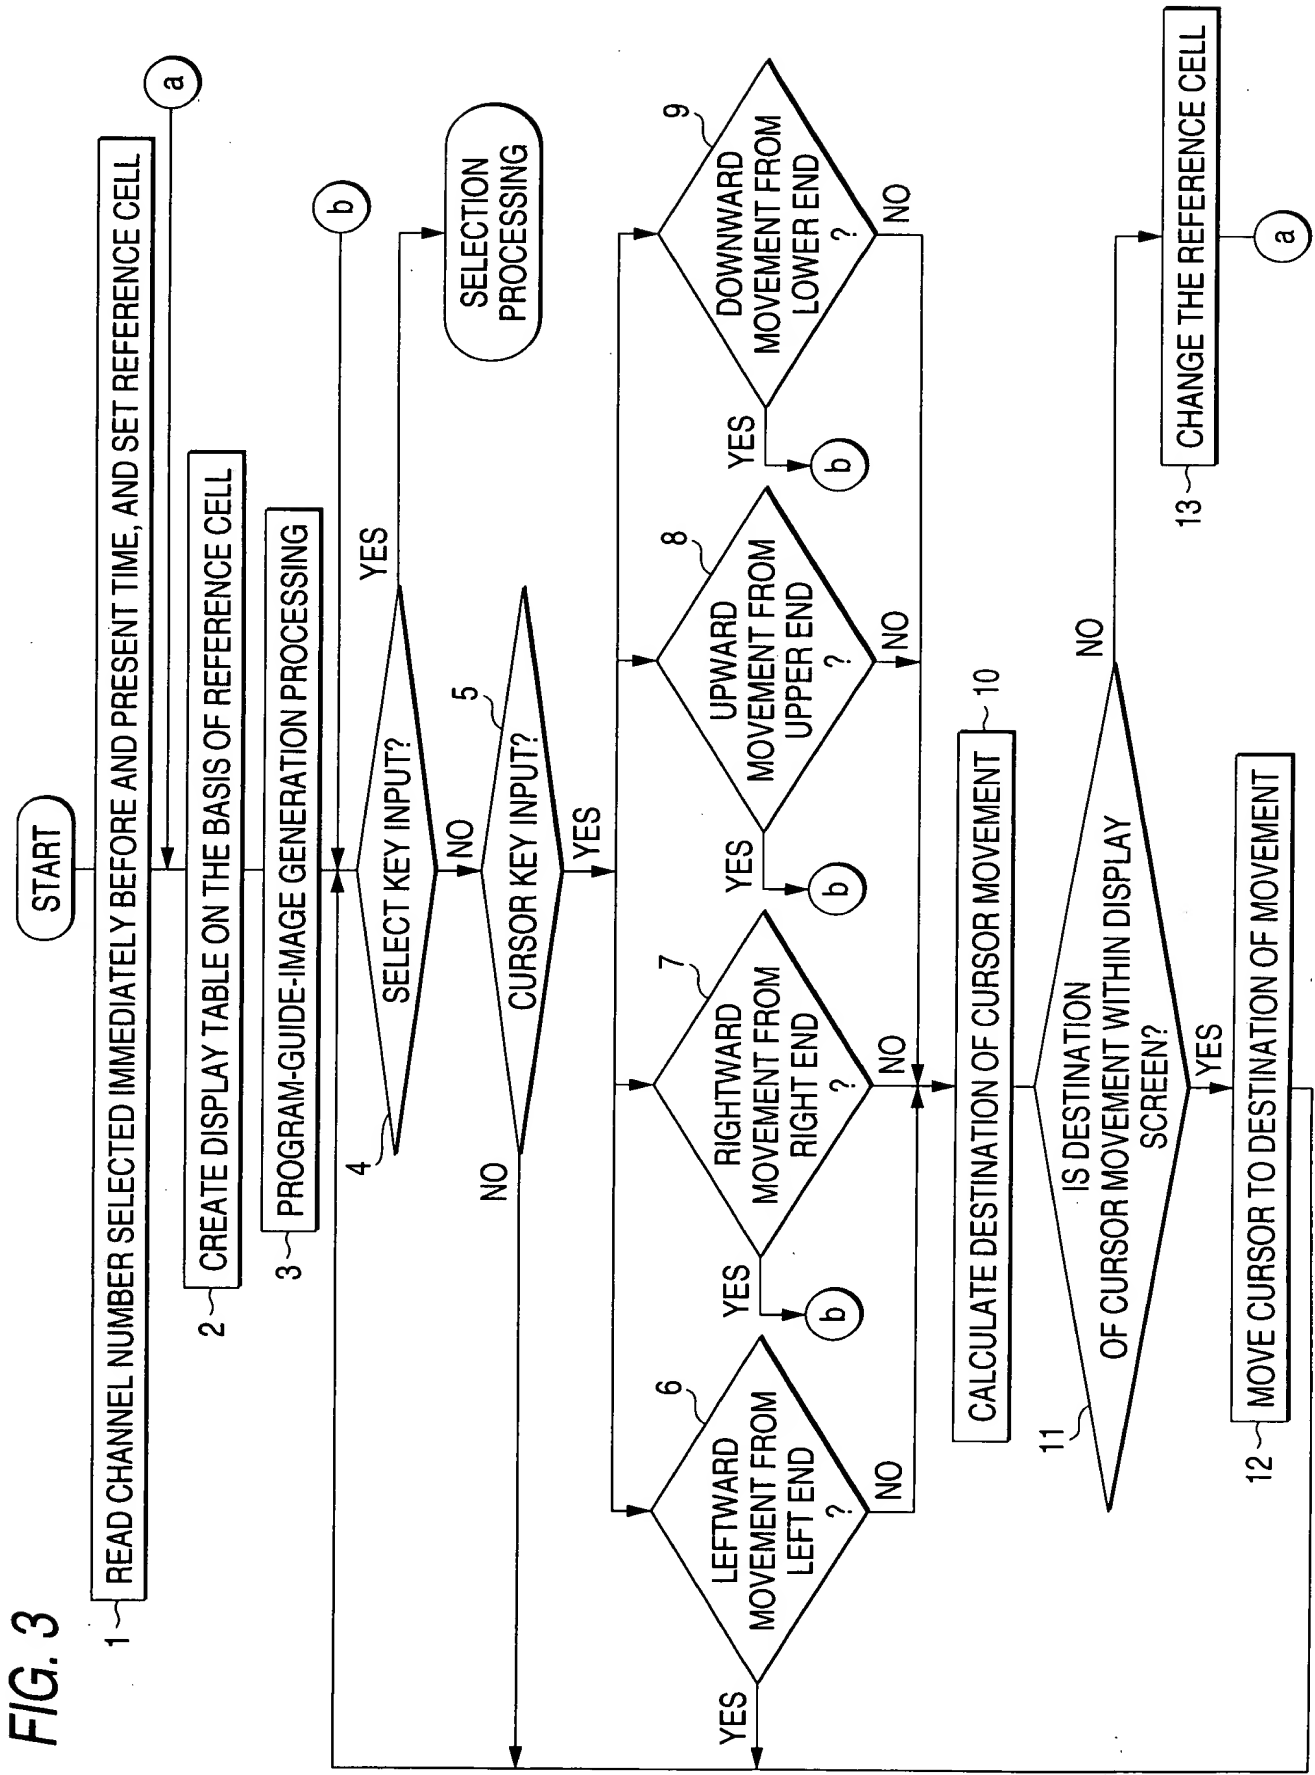 FIG. 3
START
1
READ CHANNEL NUMBER SELECTED IMMEDIATELY BEFORE AND PRESENT TIME, AND SET REFERENCE CELL
a
2
CREATE DISPLAY TABLE ON THE BASIS OF REFERENCE CELL
3
PROGRAM-GUIDE-IMAGE GENERATION PROCESSING
b
4
SELECT KEY INPUT?
YES
SELECTION
PROCESSING
NO
5
CURSOR KEY INPUT?
NO
YES
6
LEFTWARD
MOVEMENT FROM
LEFT END
?
YES
NO
7
RIGHTWARD
MOVEMENT FROM
RIGHT END
?
YES
b
NO
8
UPWARD
MOVEMENT FROM
UPPER END
?
YES
b
NO
9
DOWNWARD
MOVEMENT FROM
LOWER END
?
YES
b
NO
CALCULATE DESTINATION OF CURSOR MOVEMENT
10
11
IS DESTINATION
OF CURSOR MOVEMENT WITHIN DISPLAY
SCREEN?
NO
YES
12
MOVE CURSOR TO DESTINATION OF MOVEMENT
13
CHANGE THE REFERENCE CELL
a